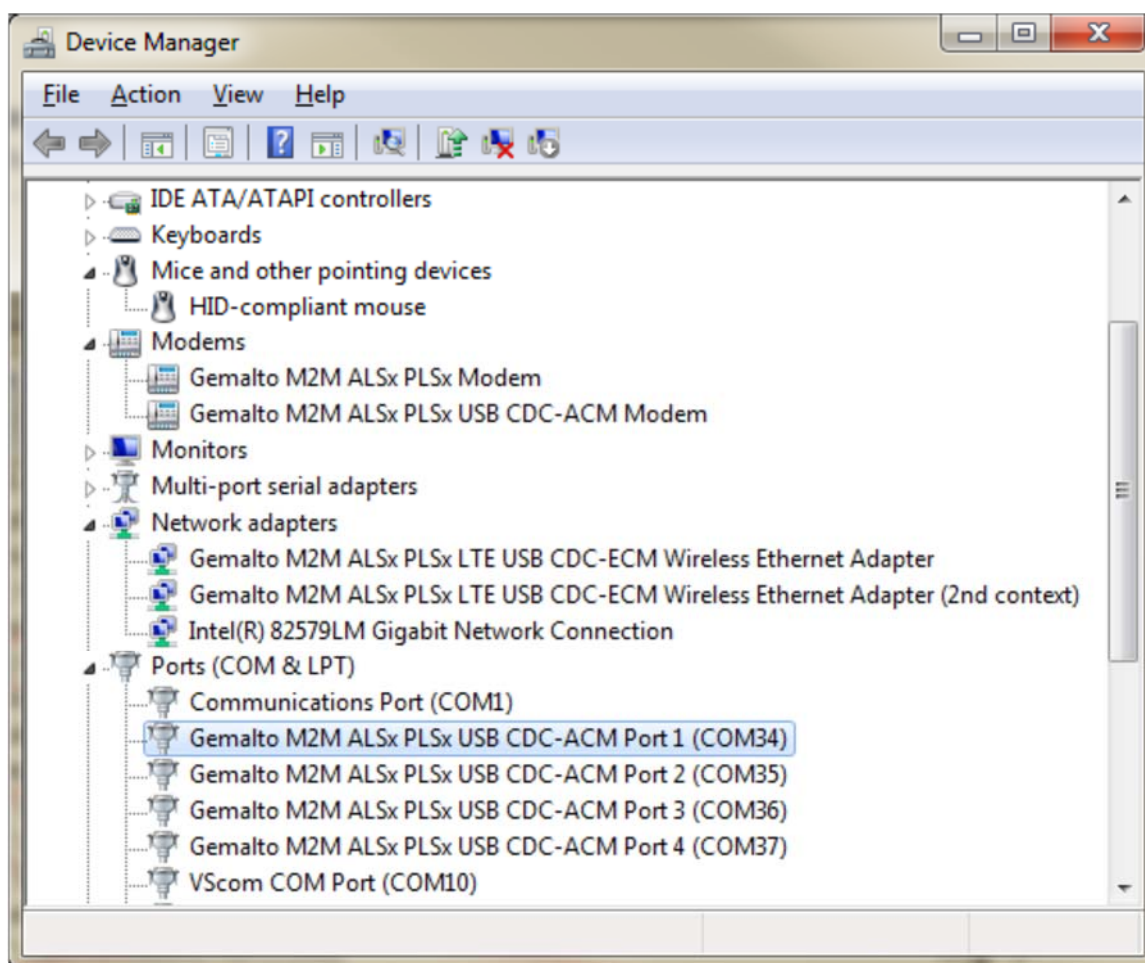 Device Manager
File Action View Help
IDE ATA/ATAPI controllers
Keyboards
Mice and other pointing devices
HID-compliant mouse
Modems
Gemalto M2M ALSx PLSx Modem
Gemalto M2M ALSx PLSx USB CDC-ACM Modem
Monitors
Multi-port serial adapters
Network adapters
Gemalto M2M ALSx PLSx LTE USB CDC-ECM Wireless Ethernet Adapter
Gemalto M2M ALSx PLSx LTE USB CDC-ECM Wireless Ethernet Adapter (2nd context)
Intel(R) 82579LM Gigabit Network Connection
Ports (COM & LPT)
Communications Port (COM1)
Gemalto M2M ALSx PLSx USB CDC-ACM Port 1 (COM34)
Gemalto M2M ALSx PLSx USB CDC-ACM Port 2 (COM35)
Gemalto M2M ALSx PLSx USB CDC-ACM Port 3 (COM36)
Gemalto M2M ALSx PLSx USB CDC-ACM Port 4 (COM37)
VScom COM Port (COM10)